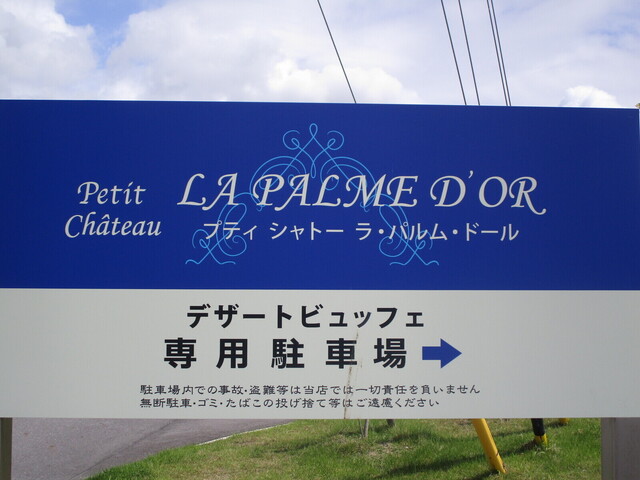 Petit
Château
LA PALME D'OR
プティ シャトー ラ・パルム・ドール
デザートビュッフェ
専用駐車場
駐車場内での事故・盗難等は当店では一切責任を負いません
無断駐車・ゴミ・たばこの投げ捨て等はご遠慮ください